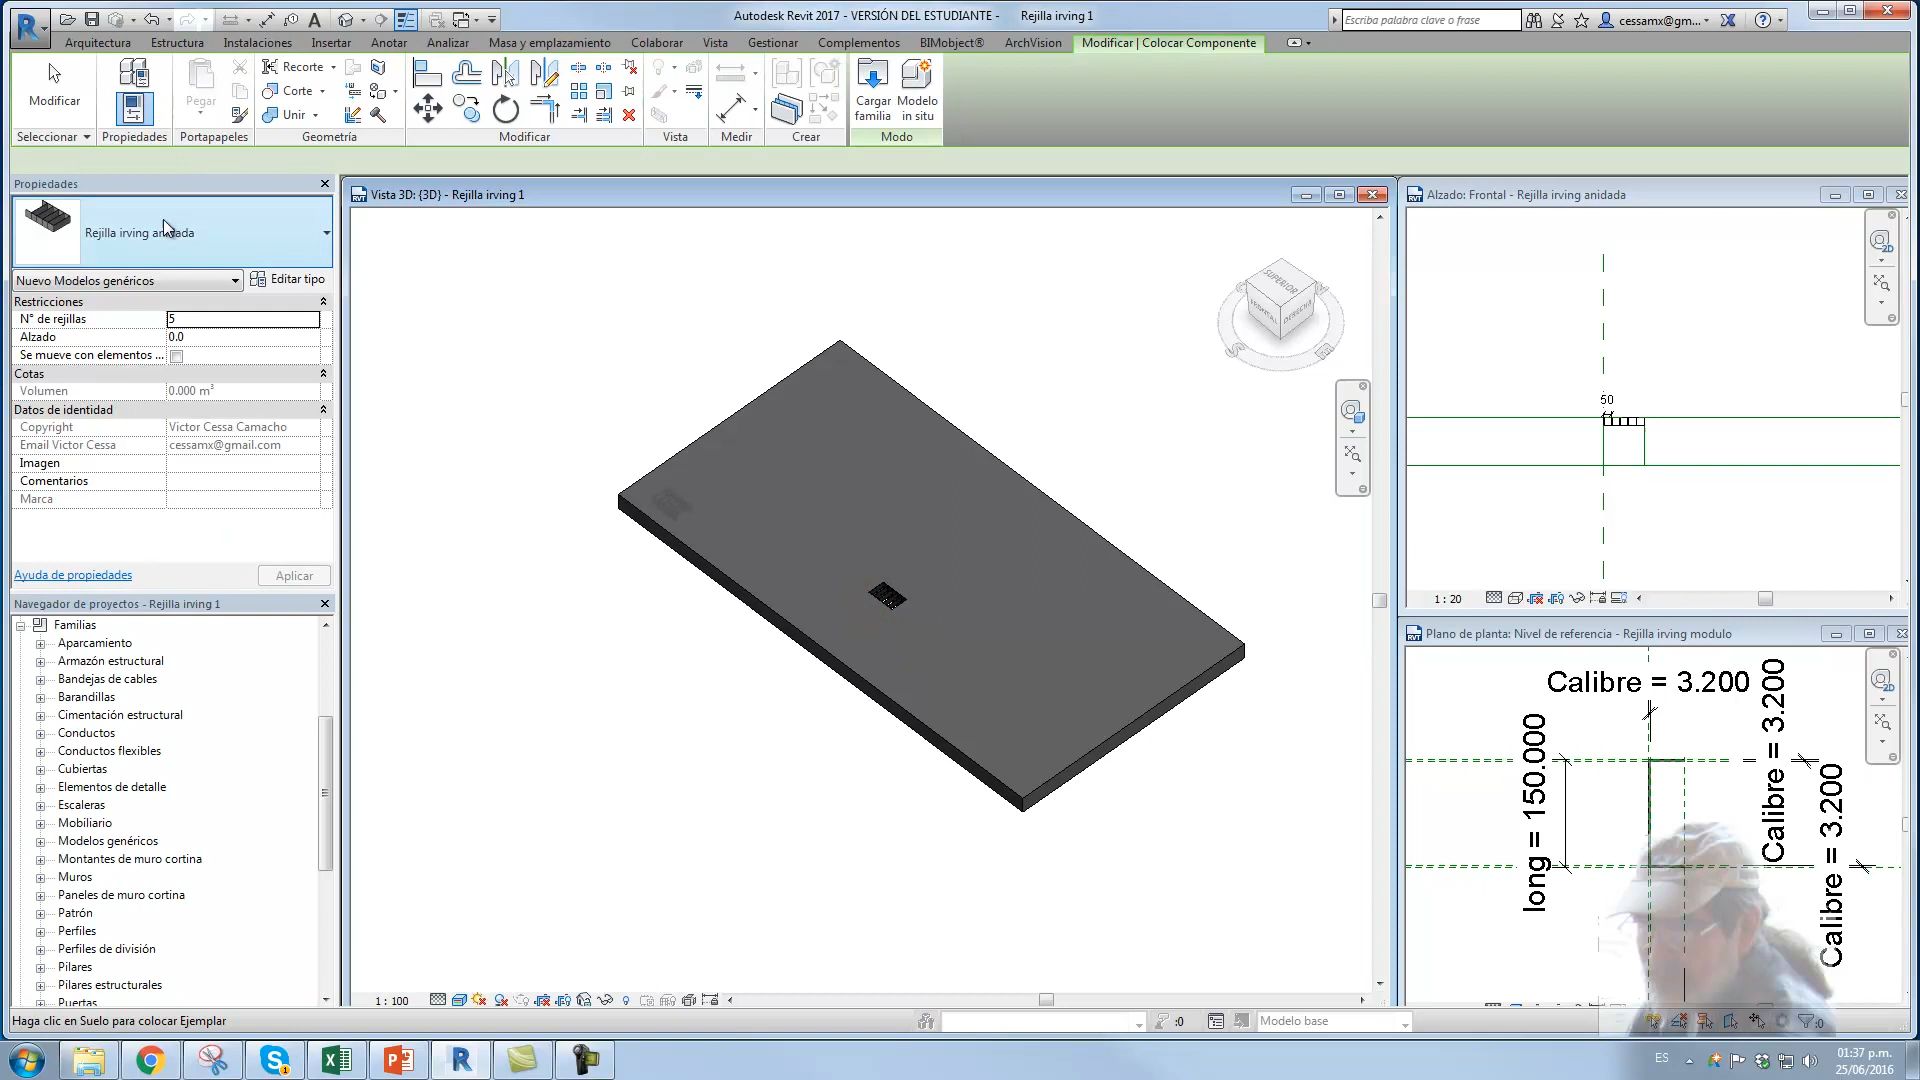 Autodesk Revit 2017 - VERSIÓN DEL ESTUDIANTE - Rejilla irving 1
Escriba palabra clave o frase
cessamx@gm...
Arquitectura Estructura Instalaciones Insertar Anotar Analizar Masa y emplazamiento Colaborar Vista Gestionar Complementos BIMobject® ArchVision Modificar | Colocar Componente
Modificar
Pegar
Recorte
Corte
Unir
Cargar familia
Modelo in situ
Seleccionar Propiedades Portapapeles Geometría Modificar Vista Medir Crear Modo
Propiedades
Rejilla irving anidada
Nuevo Modelos genéricos
Editar tipo
Restricciones
N° de rejillas 5
Alzado 0.0
Se mueve con elementos ...
Cotas
Volumen 0.000 m³
Datos de identidad
Copyright Victor Cessa Camacho
Email Victor Cessa cessamx@gmail.com
Imagen
Comentarios
Marca
Ayuda de propiedades
Aplicar
Navegador de proyectos - Rejilla irving 1
Familias
Aparcamiento
Armazón estructural
Bandejas de cables
Barandillas
Cimentación estructural
Conductos
Conductos flexibles
Cubiertas
Elementos de detalle
Escaleras
Mobiliario
Modelos genéricos
Montantes de muro cortina
Muros
Paneles de muro cortina
Patrón
Perfiles
Perfiles de división
Pilares
Pilares estructurales
Puertas
Vista 3D: {3D} - Rejilla irving 1
SUPERIOR
FRONTAL
DERECHA
S
E
1 : 100
Alzado: Frontal - Rejilla irving anidada
50
1 : 20
Plano de planta: Nivel de referencia - Rejilla irving modulo
Calibre = 3.200
long = 150.000
Calibre = 3.200
Calibre = 3.200
Haga clic en Suelo para colocar Ejemplar
:0
Modelo base
:0
ES
01:37 p.m.
25/06/2016